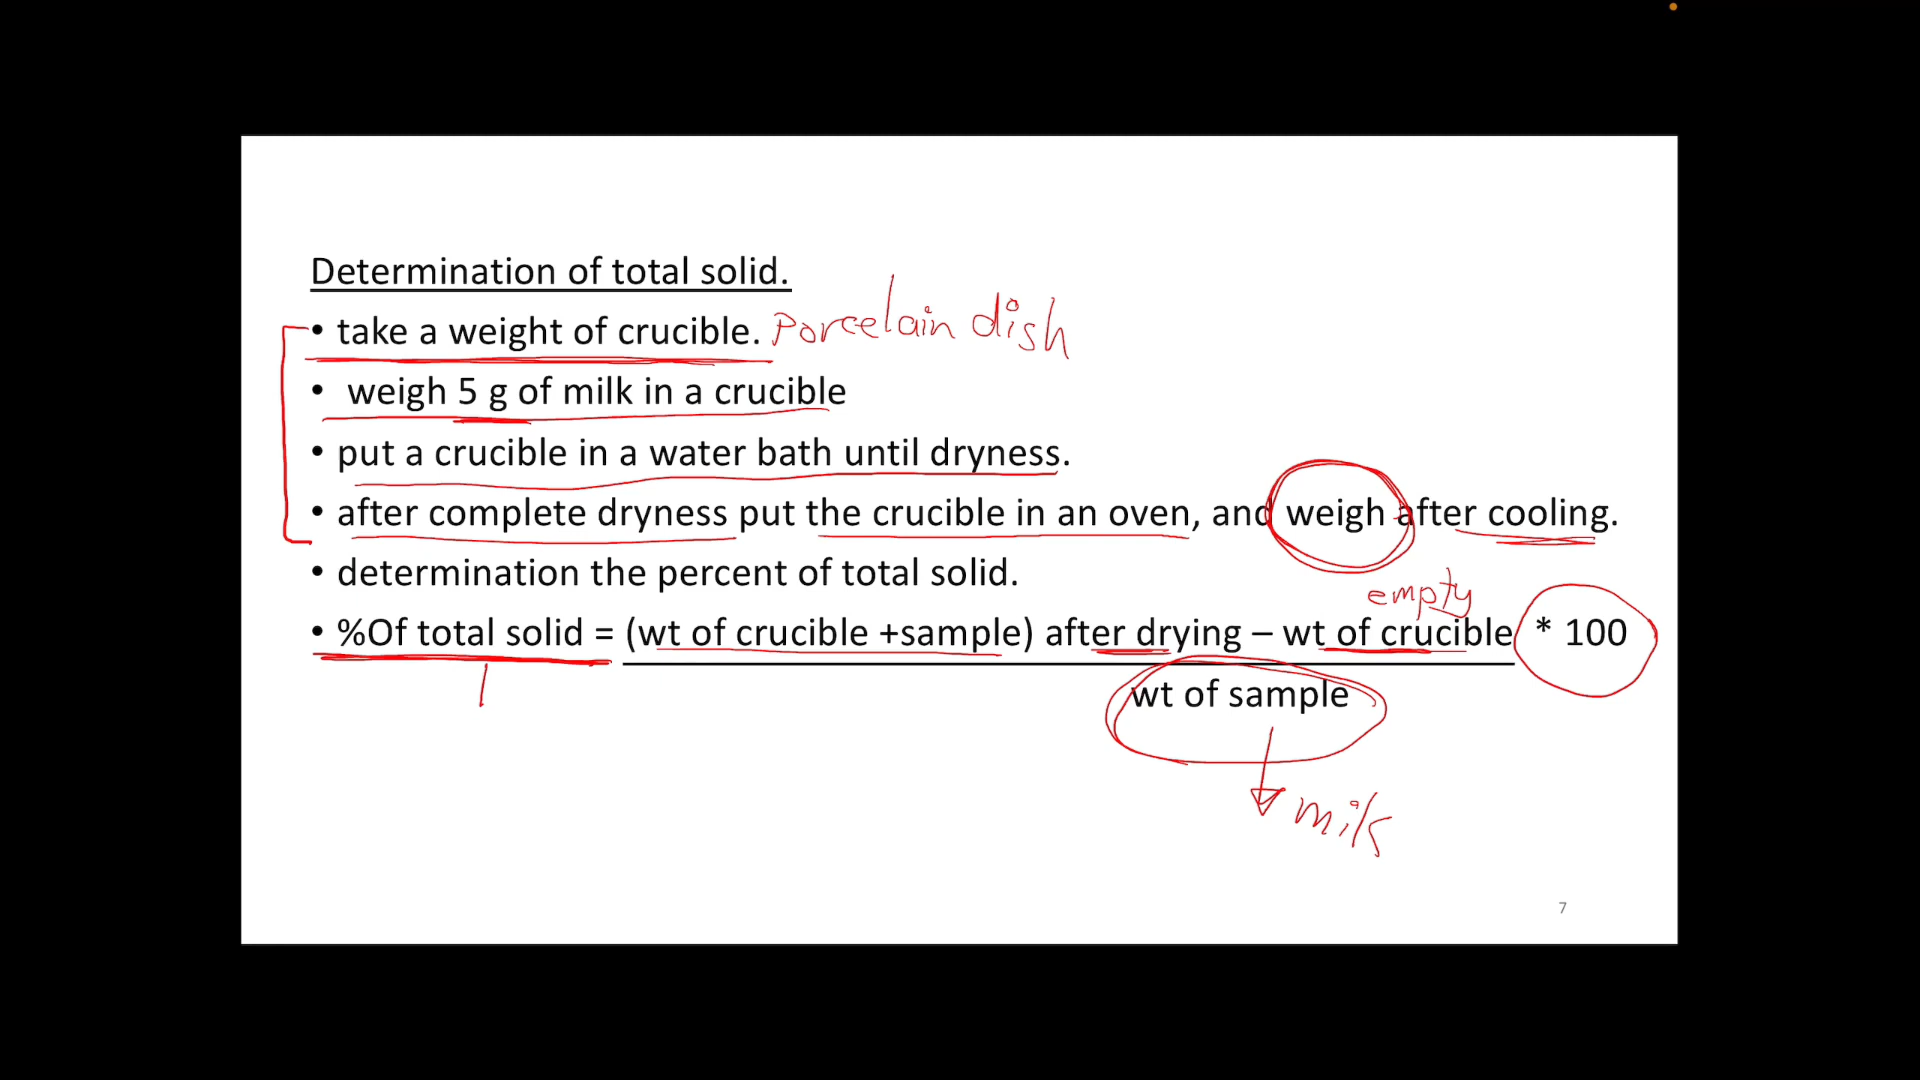 Determination of total solid.
• take a weight of crucible. Porcelain dish
• weigh 5 g of milk in a crucible
• put a crucible in a water bath until dryness.
• after complete dryness put the crucible in an oven, and weigh after cooling.
• determination the percent of total solid.
empty
• %Of total solid = (wt of crucible +sample) after drying – wt of crucible * 100
wt of sample
milk
7